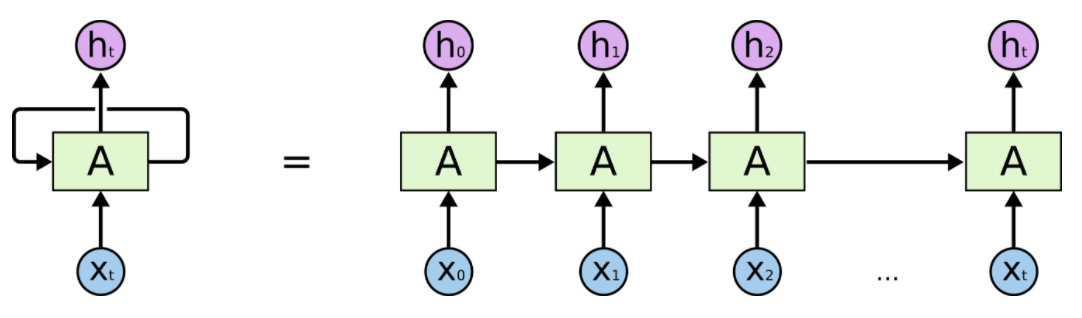 ht h0 h1 h2 ht
A = A A A A
xt x0 x1 x2 ... xt